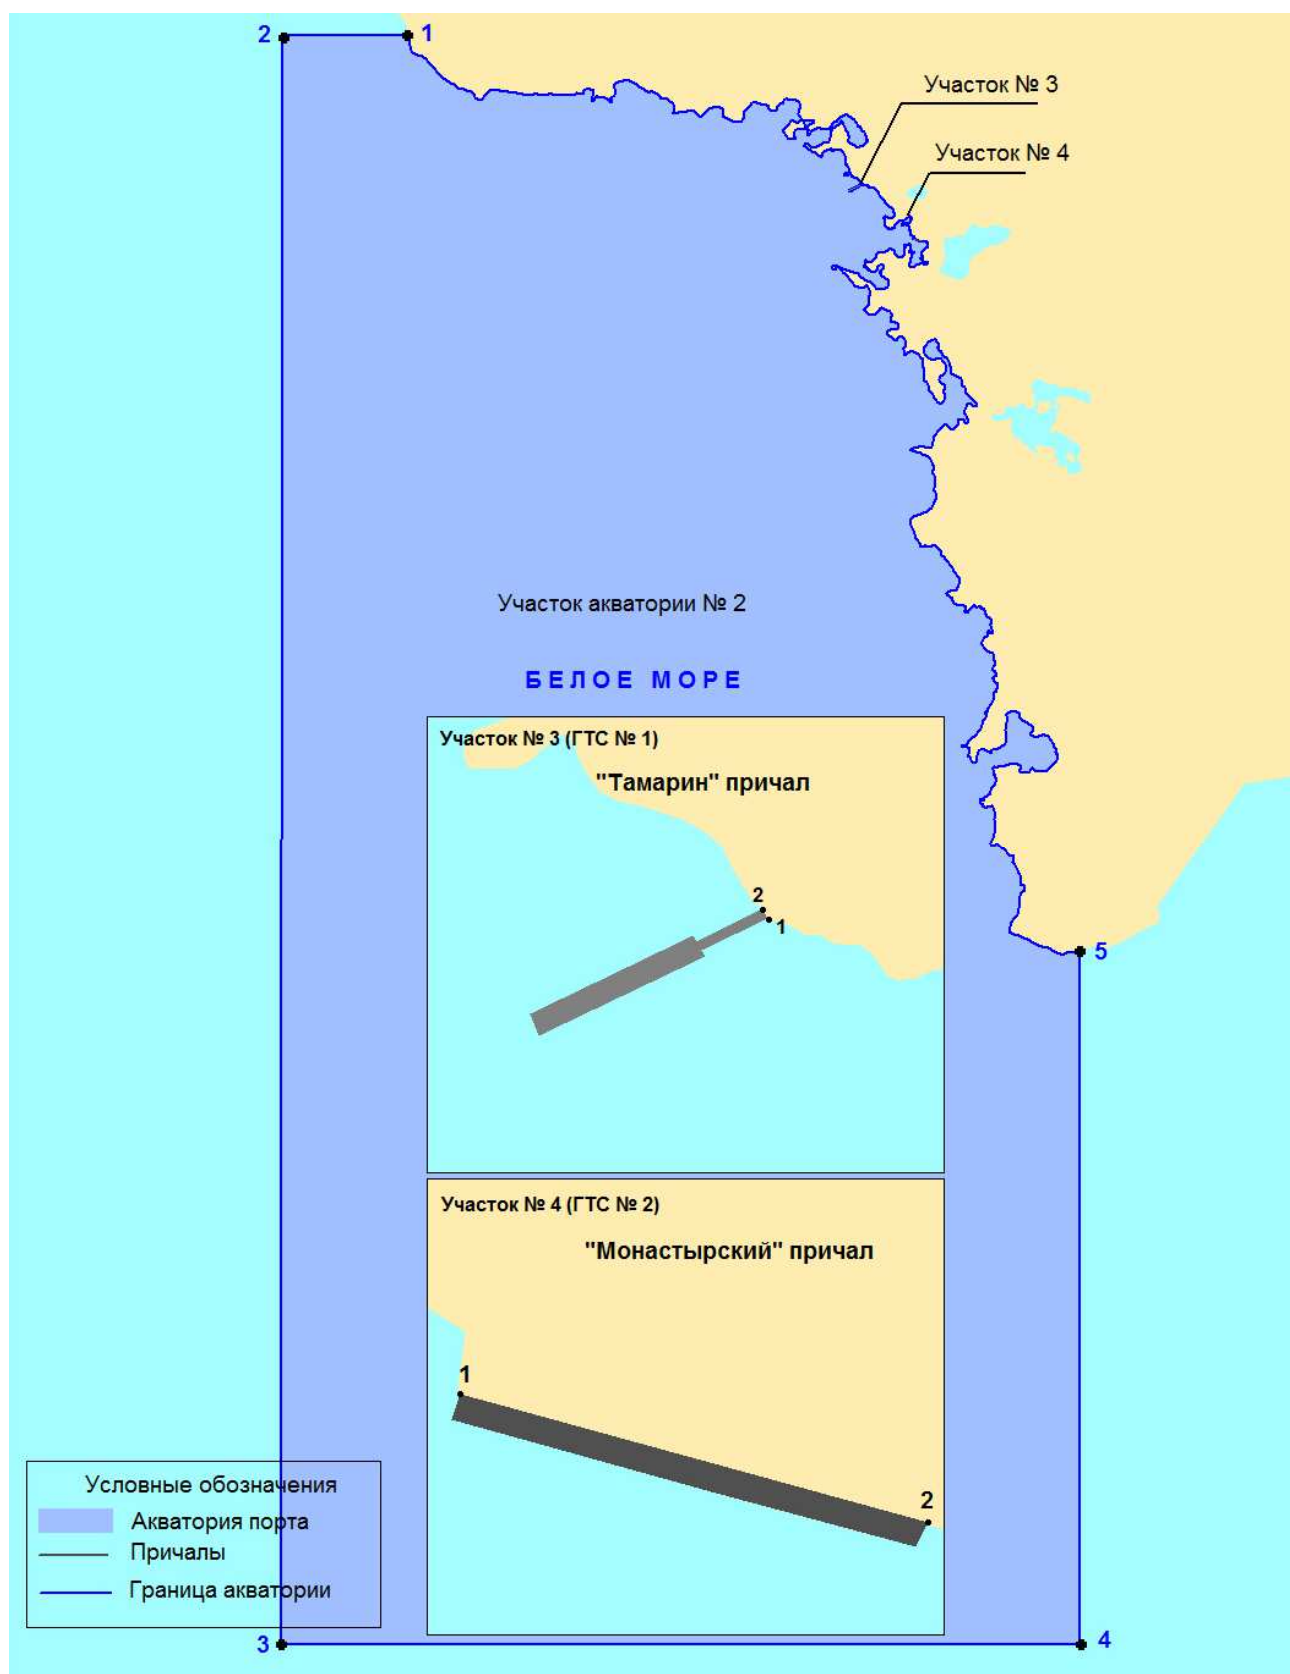 2
1
Участок № 3
Участок № 4
Участок акватории № 2
БЕЛОЕ МОРЕ
Участок № 3 (ГТС № 1)
"Тамарин" причал
2
1
5
Участок № 4 (ГТС № 2)
"Монастырский" причал
1
2
Условные обозначения
Акватория порта
Причалы
Граница акватории
3
4